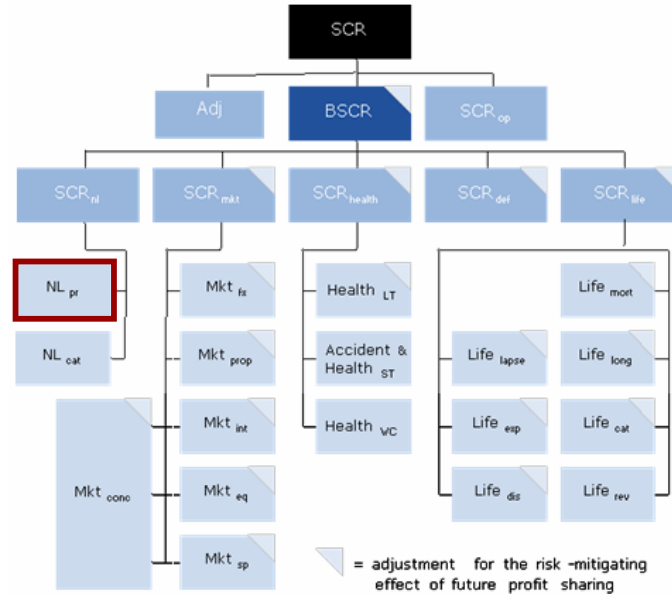 SCR
Adj
BSCR
SCR op
SCR nl
SCR mkt
SCR health
SCR def
SCR life
NL pr
Mkt fx
Health LT
Life mort
NL cat
Mkt prop
Accident &
Health ST
Life lapse
Life long
Mkt conc
Mkt int
Health WC
Life exp
Life cat
Mkt eq
Life dis
Life rev
Mkt sp
= adjustment for the risk -mitigating
effect of future profit sharing